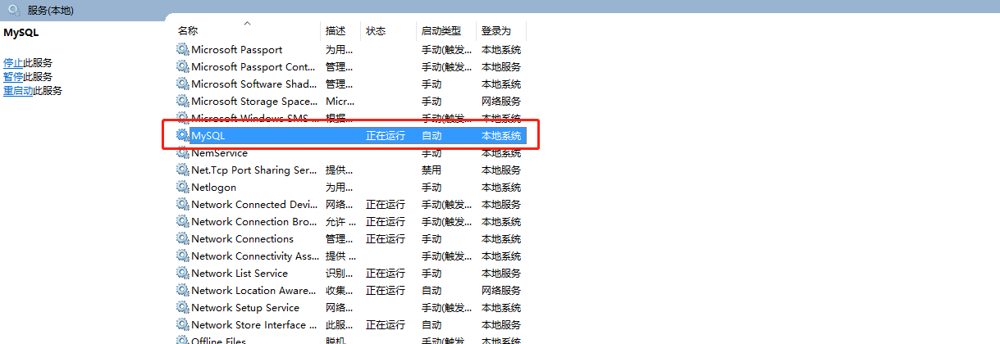 服务(本地)
MySQL
停止此服务
暂停此服务
重启动此服务
名称 描述 状态 启动类型 登录为
Microsoft Passport 为用... 手动(触发... 本地系统
Microsoft Passport Cont... 管理... 手动(触发... 本地服务
Microsoft Software Shad... 管理... 手动 本地系统
Microsoft Storage Space... Micr... 手动 网络服务
Microsoft Windows SMS ... 根据... 手动(触发... 本地系统
MySQL 正在运行 自动 本地系统
NemService 手动 本地系统
Net.Tcp Port Sharing Ser... 提供... 禁用 本地服务
Netlogon 为用... 手动 本地系统
Network Connected Devi... 网络... 正在运行 手动(触发... 本地服务
Network Connection Bro... 允许 ... 正在运行 手动(触发... 本地系统
Network Connections 管理... 正在运行 手动 本地系统
Network Connectivity Ass... 提供 ... 手动(触发... 本地系统
Network List Service 识别... 正在运行 手动 本地服务
Network Location Aware... 收集... 正在运行 自动 网络服务
Network Setup Service 网络... 手动(触发... 本地系统
Network Store Interface ... 此服... 正在运行 自动 本地服务
Offline Files 脱机... 手动(触发... 本地系统